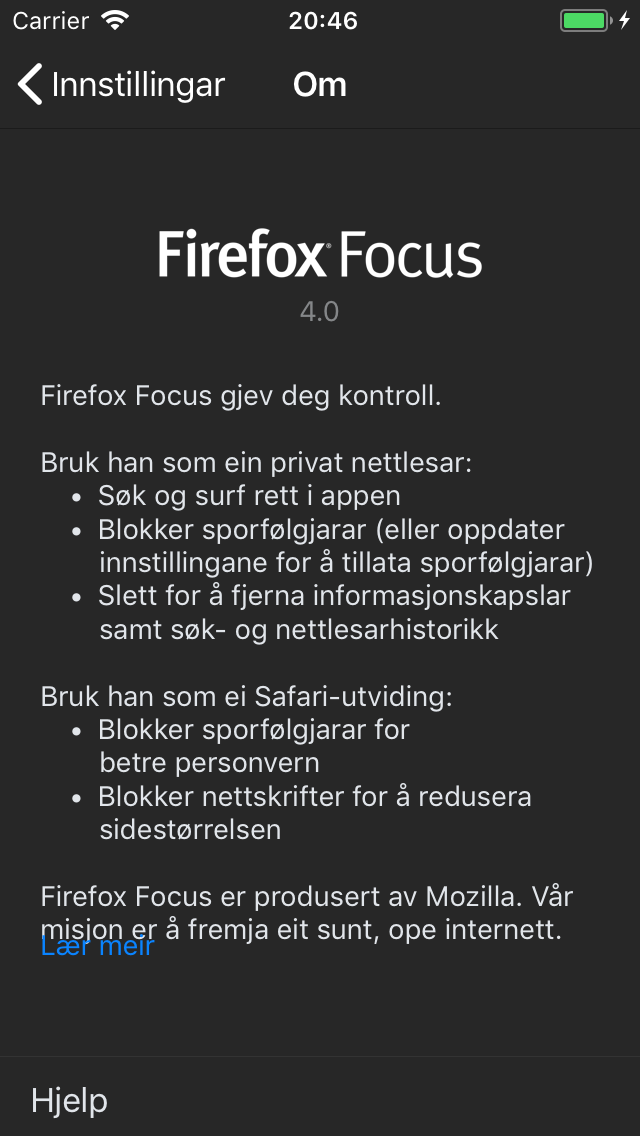 Carrier 20:46
Innstillingar Om
Firefox Focus
4.0
Firefox Focus gjev deg kontroll.
Bruk han som ein privat nettlesar:
• Søk og surf rett i appen
• Blokker sporfølgjarar (eller oppdater
innstillingane for å tillata sporfølgjarar)
• Slett for å fjerna informasjonskapslar
samt søk- og nettlesarhistorikk
Bruk han som ei Safari-utviding:
• Blokker sporfølgjarar for
betre personvern
• Blokker nettskrifter for å redusera
sidestørrelsen
Firefox Focus er produsert av Mozilla. Vår
misjon er å fremja eit sunt, ope internett.
Lær meir
Hjelp